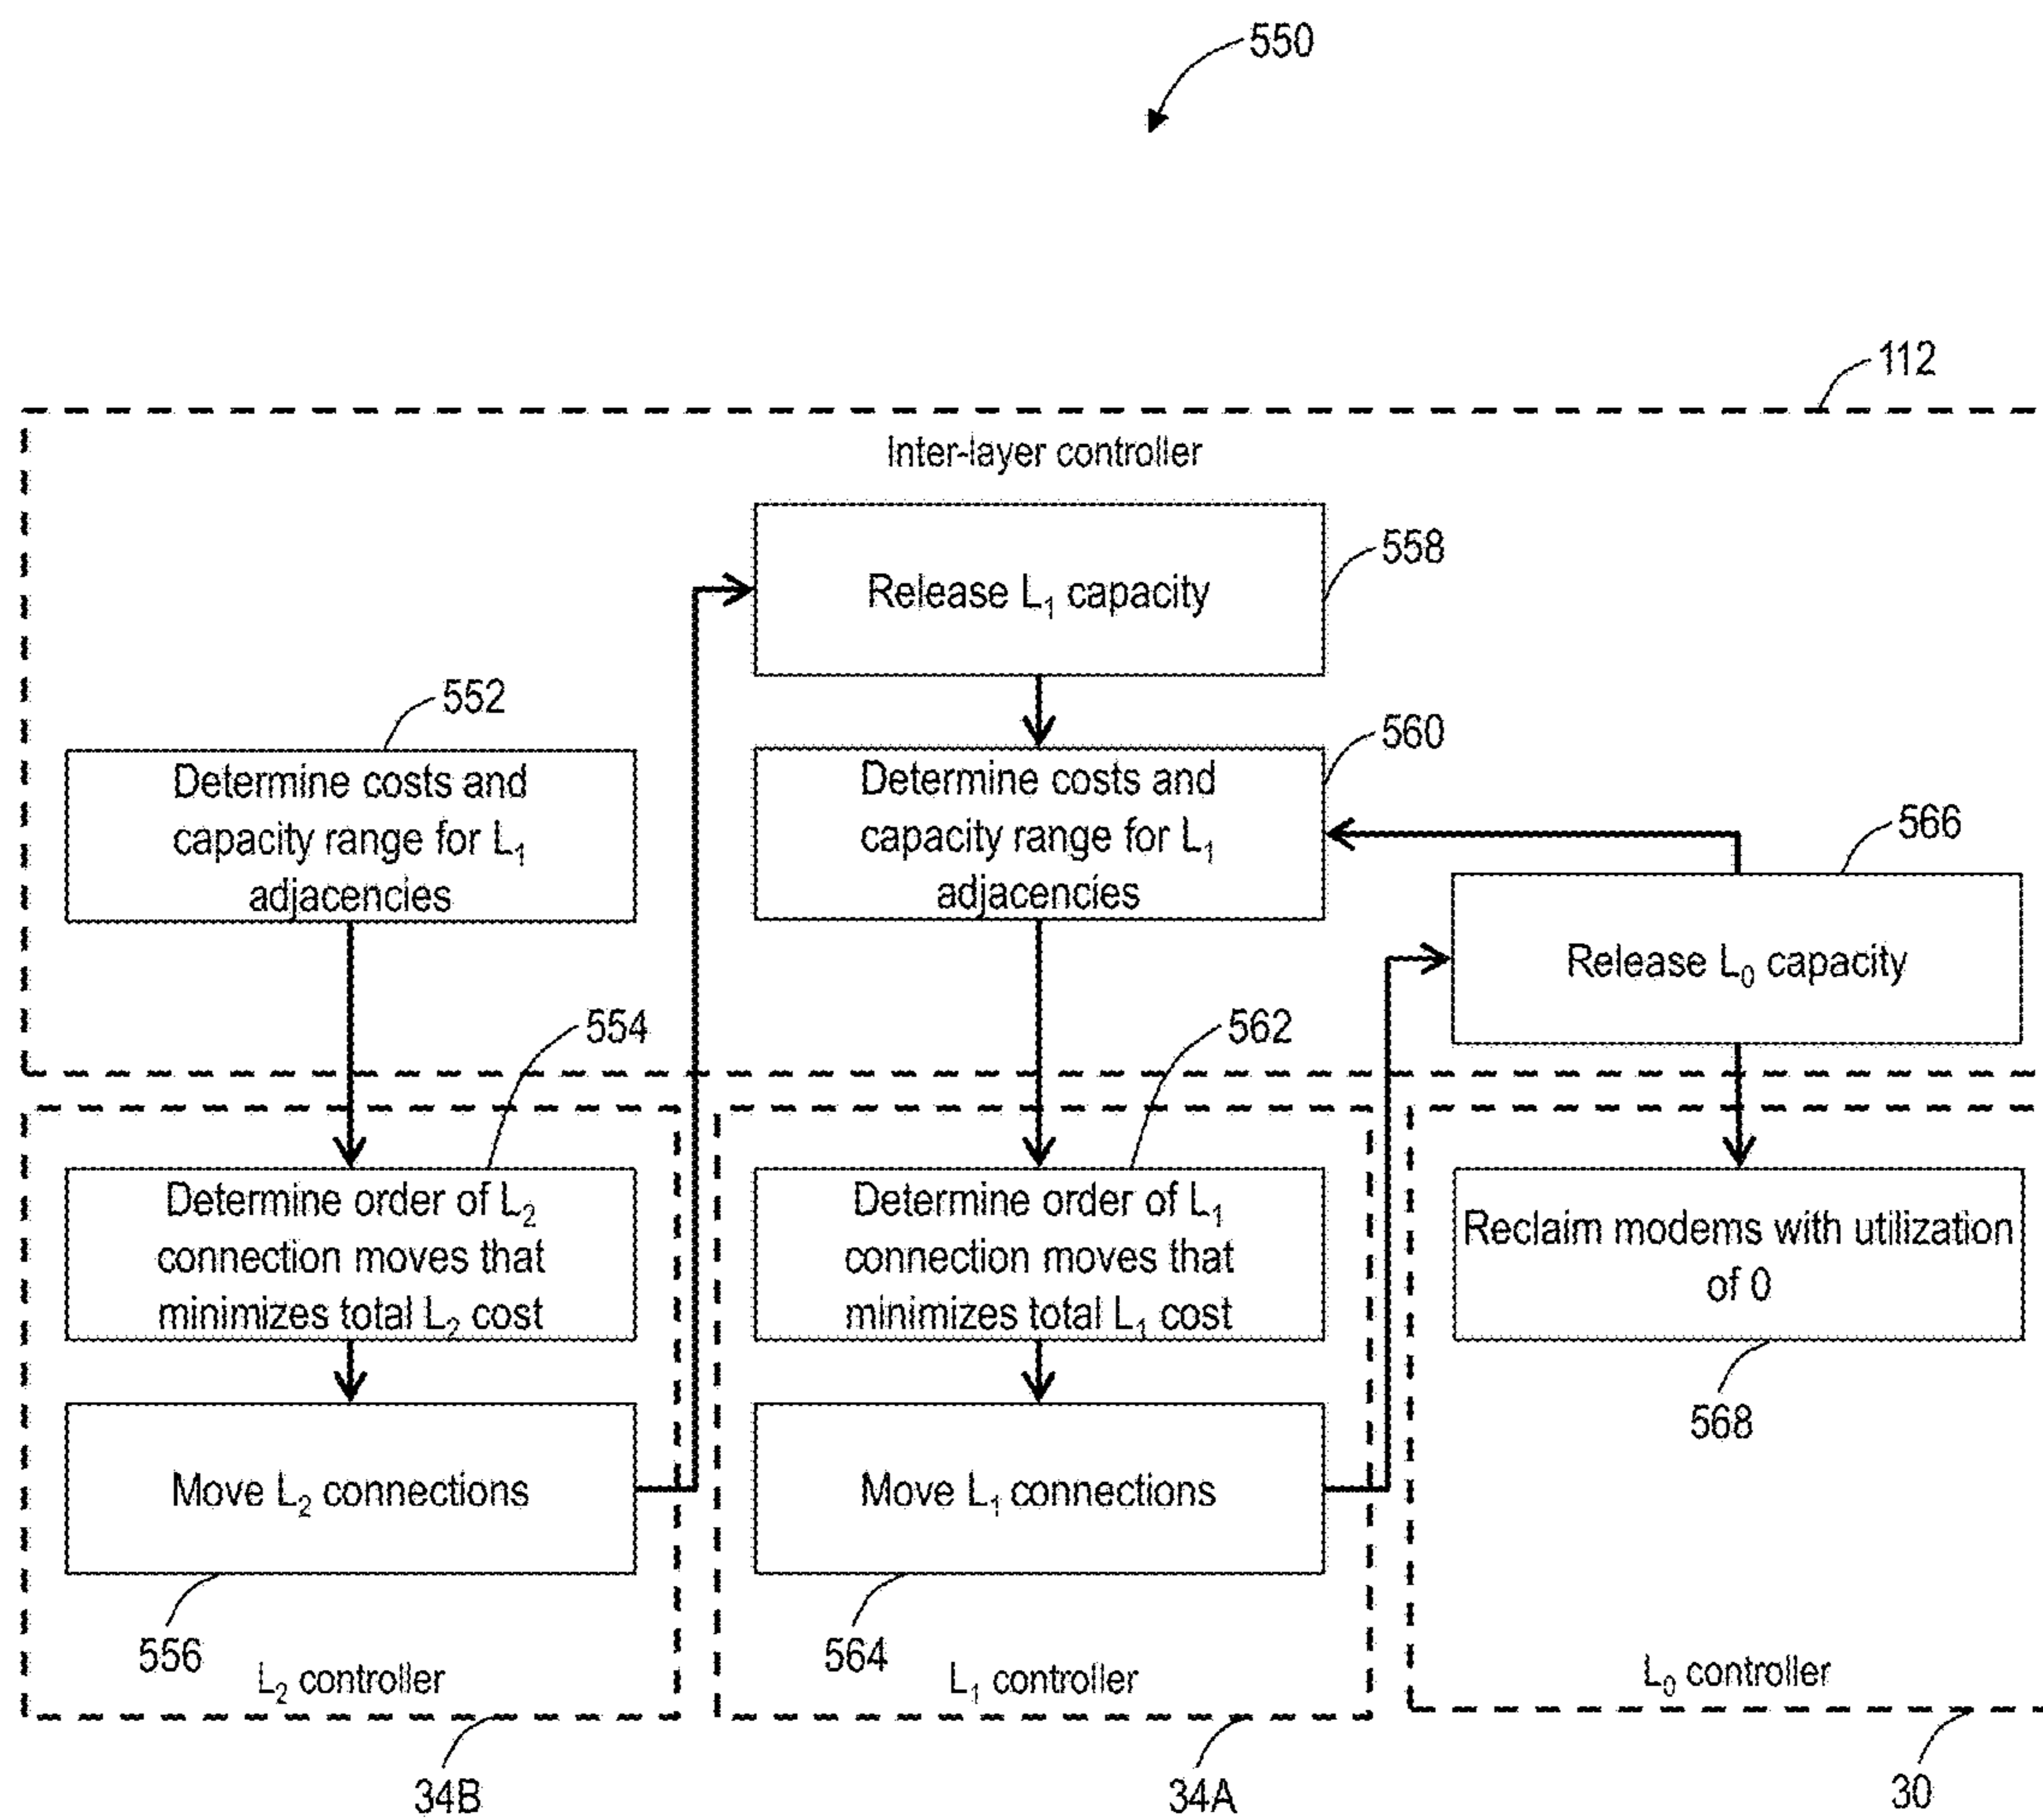 550
112
Inter-layer controller
558
Release L₁ capacity
552
560
Determine costs and
capacity range for L₁
adjacencies
Determine costs and
capacity range for L₁
adjacencies
566
Release L₀ capacity
554
562
Determine order of L₂
connection moves that
minimizes total L₂ cost
Determine order of L₁
connection moves that
minimizes total L₁ cost
Reclaim modems with utilization
of 0
568
Move L₂ connections
Move L₁ connections
556
564
L₂ controller
L₁ controller
L₀ controller
34B
34A
30